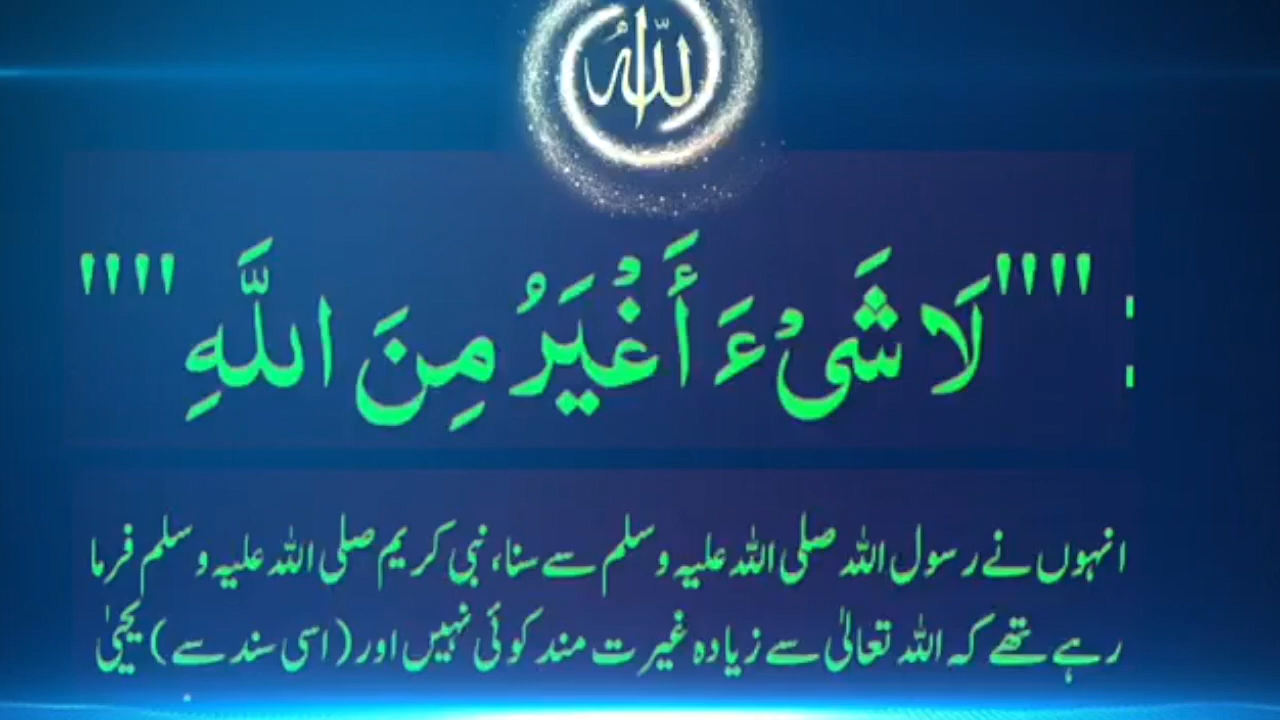 الله
: """"لَا شَيْءَ أَغْيَرُ مِنَ اللَّهِ""""
انہوں نے رسول اللہ صلی اللہ علیہ وسلم سے سنا، نبی کریم صلی اللہ علیہ وسلم فرما
رہے تھے کہ اللہ تعالیٰ سے زیادہ غیرت مند کوئی نہیں اور ( اسی سند سے ) یحییٰ